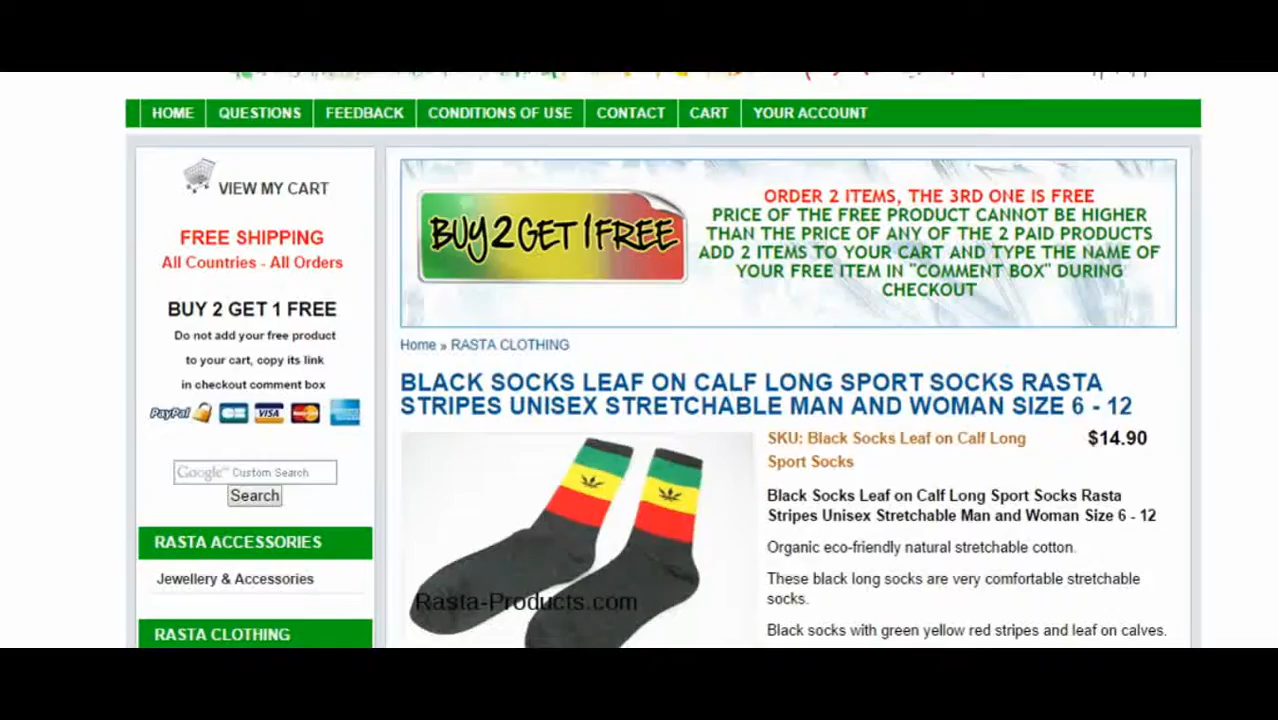 HOME
QUESTIONS
FEEDBACK
CONDITIONS OF USE
CONTACT
CART
YOUR ACCOUNT
VIEW MY CART
FREE SHIPPING
All Countries - All Orders
BUY 2 GET 1 FREE
Do not add your free product
to your cart, copy its link
in checkout comment box
PayPal
VISA
Google™ Custom Search
Search
RASTA ACCESSORIES
Jewellery & Accessories
RASTA CLOTHING
BUY 2 GET 1 FREE
ORDER 2 ITEMS, THE 3RD ONE IS FREE
PRICE OF THE FREE PRODUCT CANNOT BE HIGHER
THAN THE PRICE OF ANY OF THE 2 PAID PRODUCTS
ADD 2 ITEMS TO YOUR CART AND TYPE THE NAME OF
YOUR FREE ITEM IN "COMMENT BOX" DURING
CHECKOUT
Home » RASTA CLOTHING
BLACK SOCKS LEAF ON CALF LONG SPORT SOCKS RASTA
STRIPES UNISEX STRETCHABLE MAN AND WOMAN SIZE 6 - 12
Rasta-Products.com
SKU: Black Socks Leaf on Calf Long
Sport Socks
$14.90
Black Socks Leaf on Calf Long Sport Socks Rasta
Stripes Unisex Stretchable Man and Woman Size 6 - 12
Organic eco-friendly natural stretchable cotton.
These black long socks are very comfortable stretchable
socks.
Black socks with green yellow red stripes and leaf on calves.